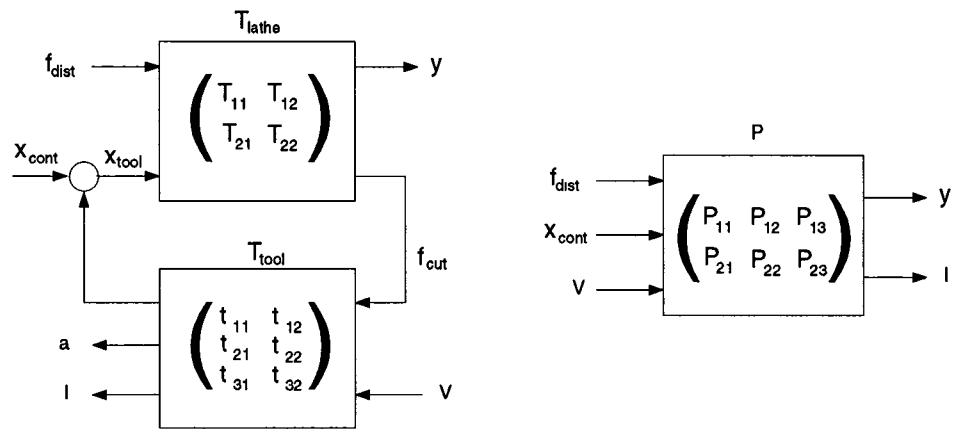 T_lathe
f_dist
y
T_11 T_12
T_21 T_22
x_cont
x_tool
f_cut
T_tool
t_11 t_12
t_21 t_22
t_31 t_32
a
I
V
P
f_dist
x_cont
V
P_11 P_12 P_13
P_21 P_22 P_23
y
I